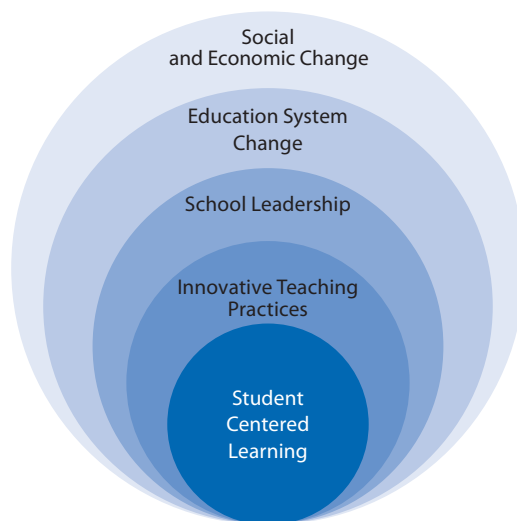 Social
and Economic Change
Education System
Change
School Leadership
Innovative Teaching
Practices
Student
Centered
Learning